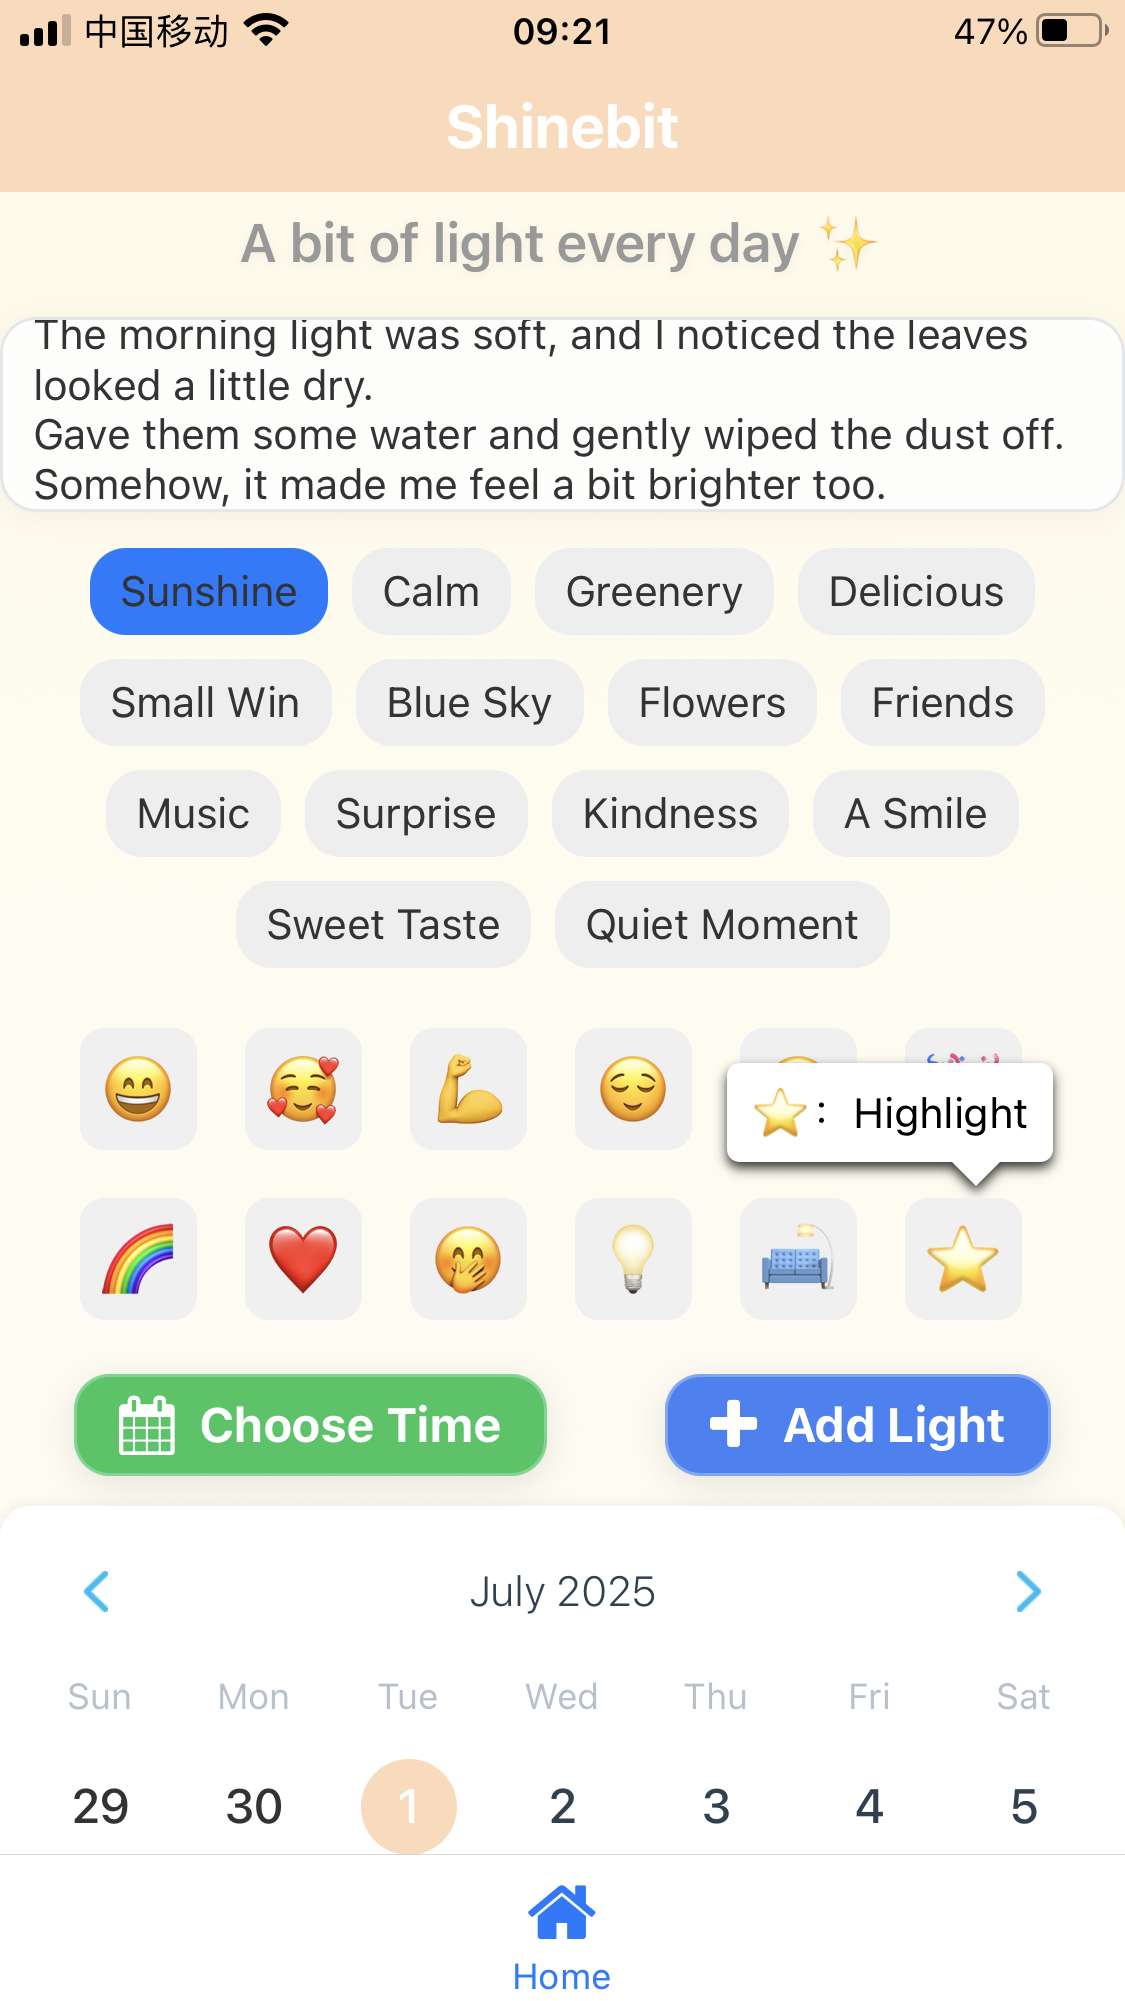 中国移动 09:21 47%
Shinebit
A bit of light every day ✨
The morning light was soft, and I noticed the leaves
looked a little dry.
Gave them some water and gently wiped the dust off.
Somehow, it made me feel a bit brighter too.
Sunshine Calm Greenery Delicious
Small Win Blue Sky Flowers Friends
Music Surprise Kindness A Smile
Sweet Taste Quiet Moment
⭐: Highlight
Choose Time Add Light
July 2025
Sun Mon Tue Wed Thu Fri Sat
29 30 1 2 3 4 5
Home